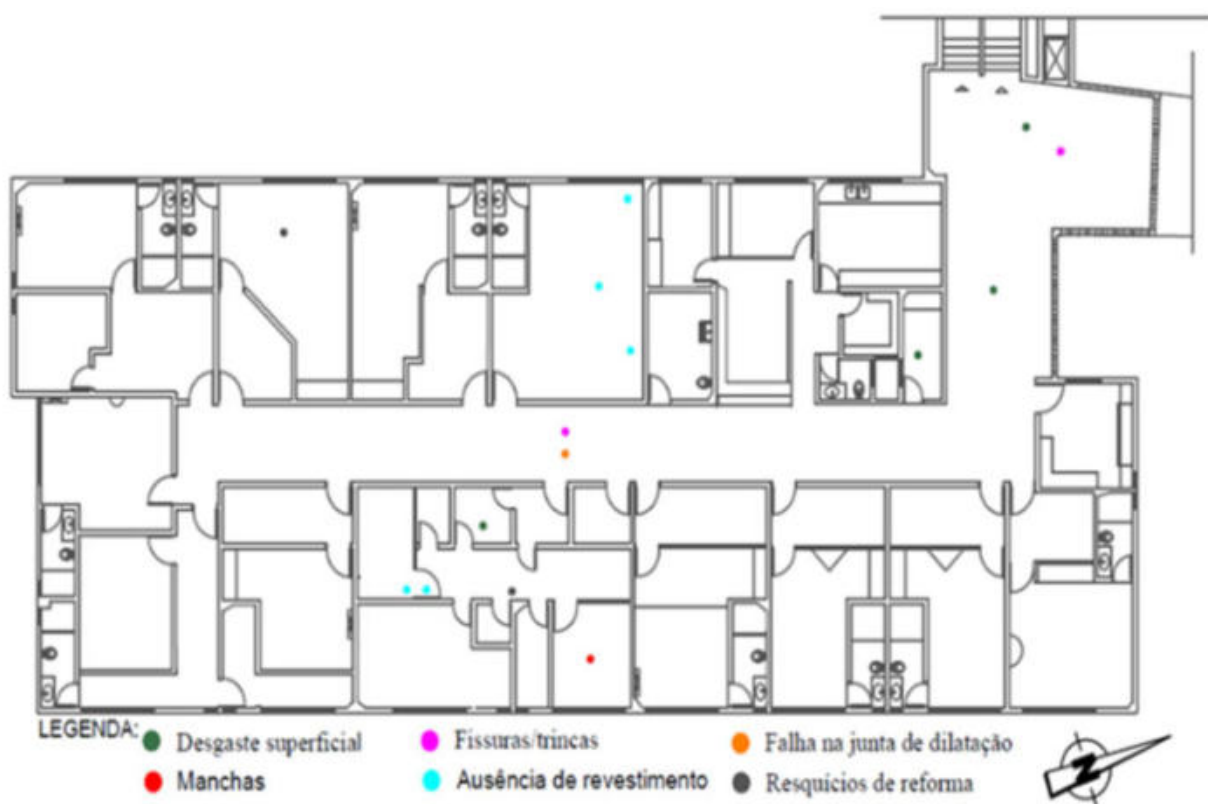 LEGENDA:
Desgaste superficial
Fissuras/trincas
Falha na junta de dilatação
Manchas
Ausência de revestimento
Resquícios de reforma
N